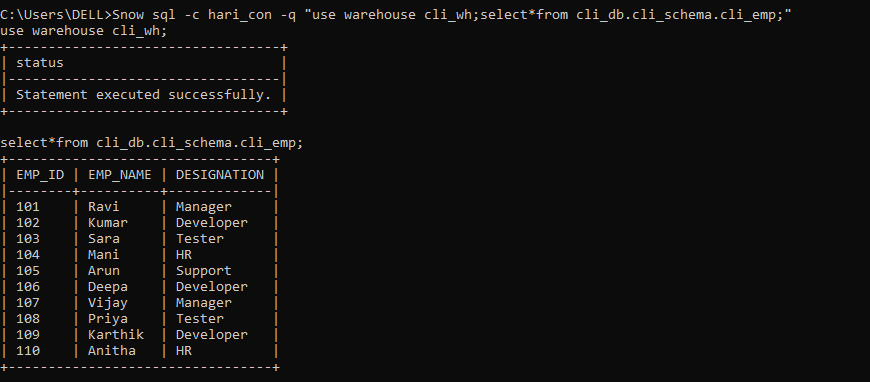 C:\Users\DELL>Snow sql -c hari_con -q "use warehouse cli_wh;select*from cli_db.cli_schema.cli_emp;"
use warehouse cli_wh;
+----------------------------------+
| status                           |
|----------------------------------|
| Statement executed successfully. |
+----------------------------------+

select*from cli_db.cli_schema.cli_emp;
+---------------------------------+
| EMP_ID | EMP_NAME | DESIGNATION |
|--------+----------+-------------|
| 101    | Ravi     | Manager     |
| 102    | Kumar    | Developer   |
| 103    | Sara     | Tester      |
| 104    | Mani     | HR          |
| 105    | Arun     | Support     |
| 106    | Deepa    | Developer   |
| 107    | Vijay    | Manager     |
| 108    | Priya    | Tester      |
| 109    | Karthik  | Developer   |
| 110    | Anitha   | HR          |
+---------------------------------+